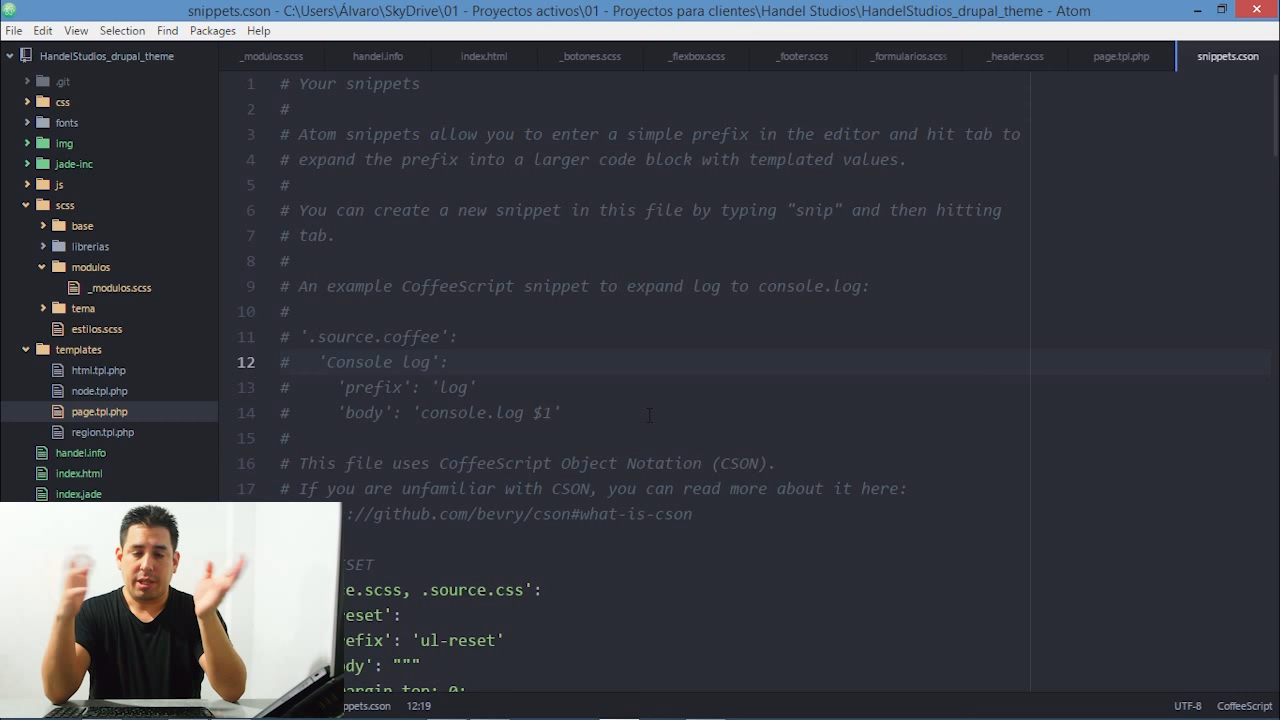 snippets.cson - C:\Users\Álvaro\SkyDrive\01 - Proyectos activos\01 - Proyectos para clientes\Handel Studios\HandelStudios_drupal_theme - Atom
File Edit View Selection Find Packages Help
HandelStudios_drupal_theme
_modulos.scss handel.info index.html _botones.scss _flexbox.scss _footer.scss _formularios.scss _header.scss page.tpl.php snippets.cson
.git
css
fonts
img
jade-inc
js
scss
base
librerias
modulos
_modulos.scss
tema
estilos.scss
templates
html.tpl.php
node.tpl.php
page.tpl.php
region.tpl.php
handel.info
index.html
index.jade
1 # Your snippets
2 #
3 # Atom snippets allow you to enter a simple prefix in the editor and hit tab to
4 # expand the prefix into a larger code block with templated values.
5 #
6 # You can create a new snippet in this file by typing "snip" and then hitting
7 # tab.
8 #
9 # An example CoffeeScript snippet to expand log to console.log:
10 #
11 # '.source.coffee':
12 # 'Console log':
13 # 'prefix': 'log'
14 # 'body': 'console.log $1'
15 #
16 # This file uses CoffeeScript Object Notation (CSON).
17 # If you are unfamiliar with CSON, you can read more about it here:
://github.com/bevry/cson#what-is-cson
SET
e.scss, .source.css':
eset':
efix': 'ul-reset'
dy': """
margin-top: 0;
ppets.cson 12:19 UTF-8 CoffeeScript